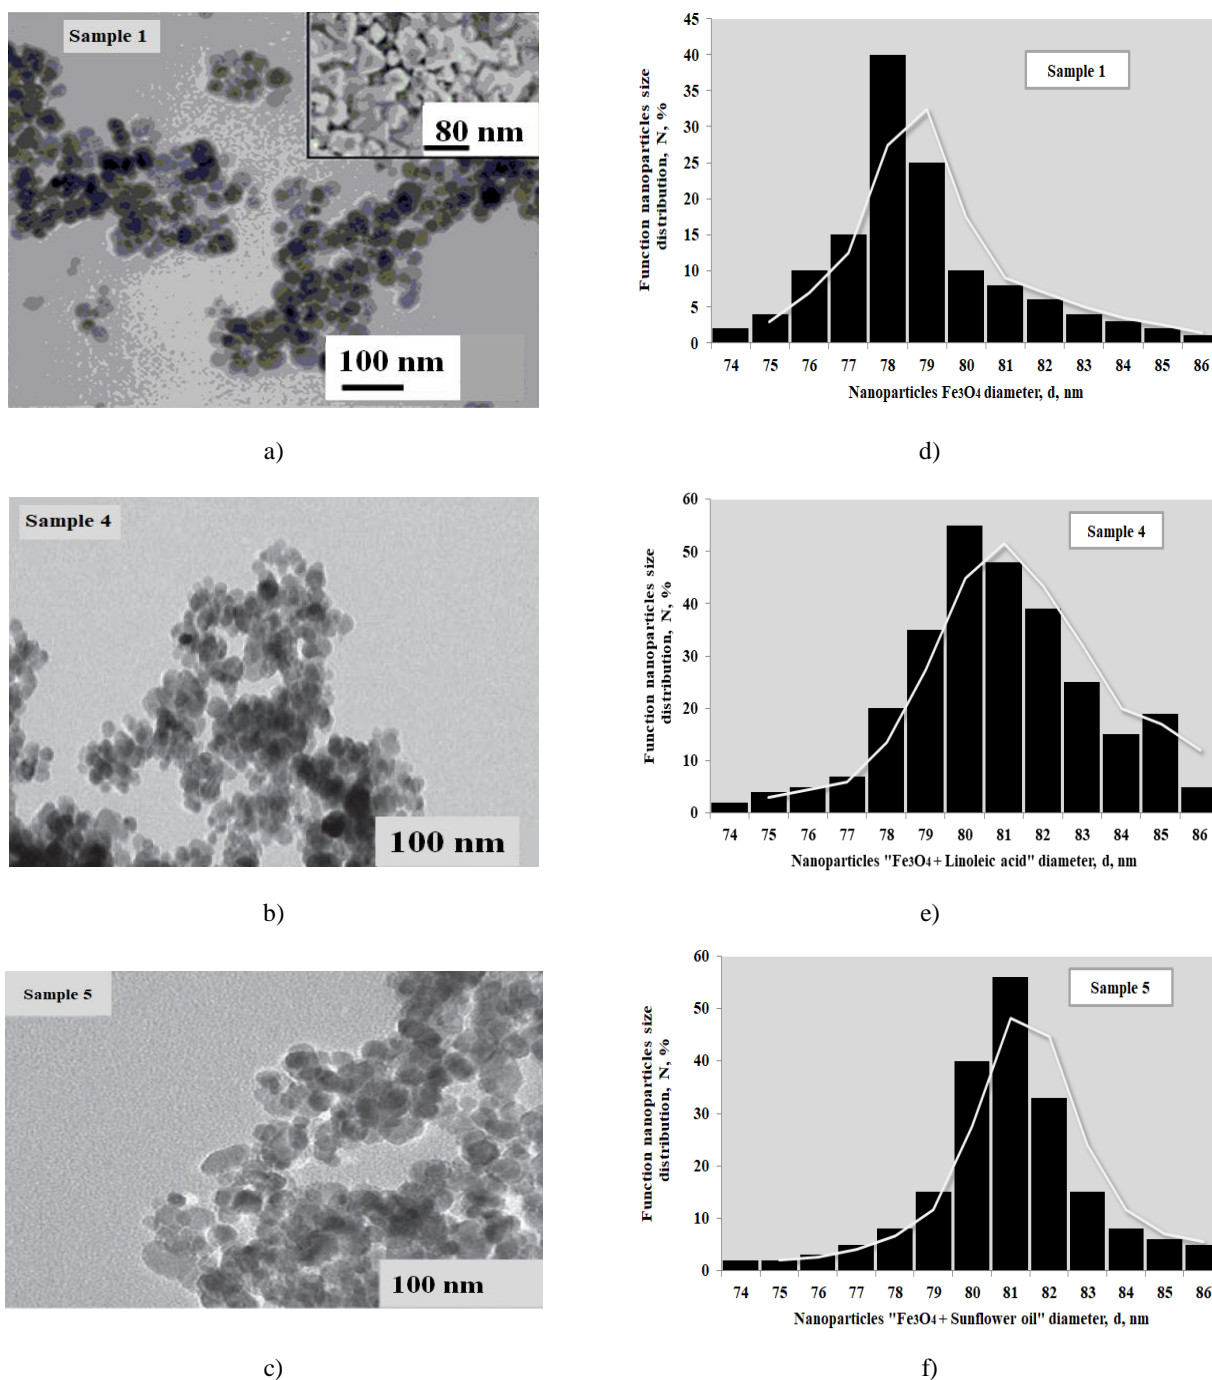 Sample 1
80 nm
100 nm
a)
45
40
35
30
25
20
15
10
5
0
Function nanoparticles size
distribution, N, %
Sample 1
74 75 76 77 78 79 80 81 82 83 84 85 86
Nanoparticles Fe3O4 diameter, d, nm
d)
Sample 4
100 nm
b)
60
50
40
30
20
10
0
Function nanoparticles size
distribution, N, %
Sample 4
74 75 76 77 78 79 80 81 82 83 84 85 86
Nanoparticles "Fe3O4 + Linoleic acid" diameter, d, nm
e)
Sample 5
100 nm
c)
60
50
40
30
20
10
0
Function nanoparticles size
distribution, N, %
Sample 5
74 75 76 77 78 79 80 81 82 83 84 85 86
Nanoparticles "Fe3O4 + Sunflower oil" diameter, d, nm
f)